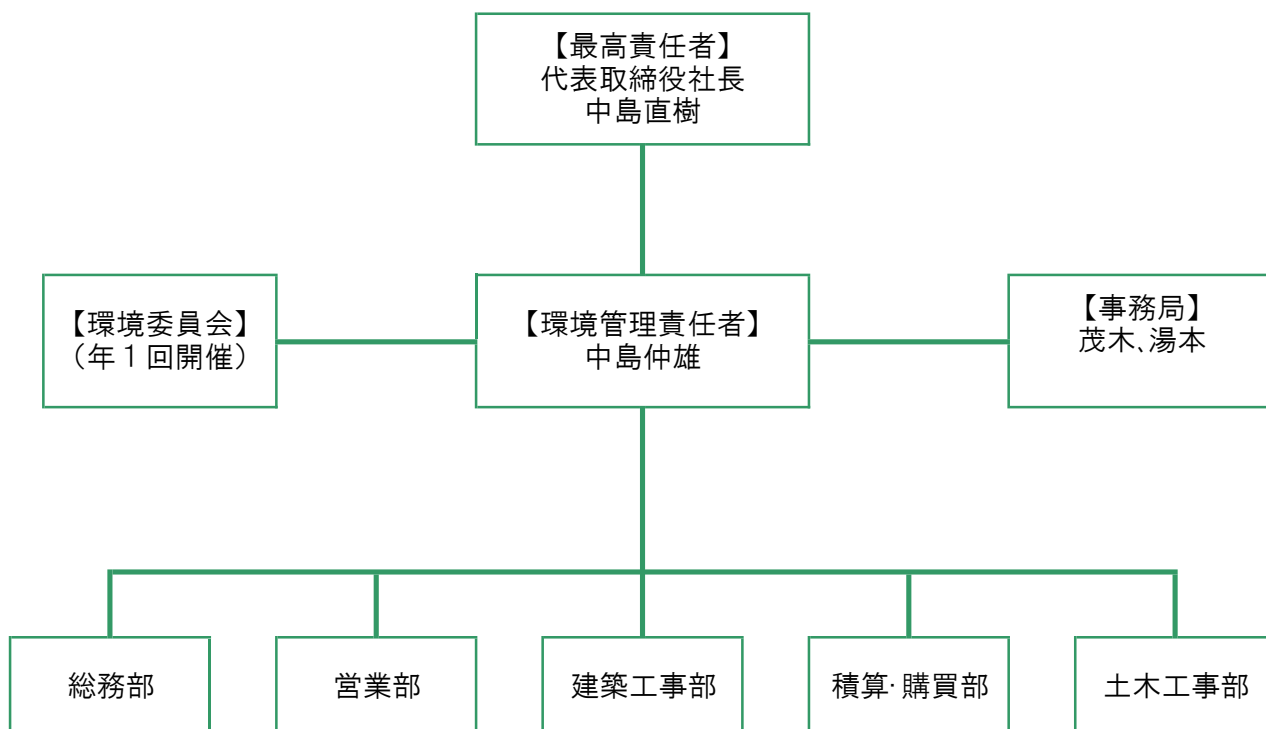 【最高責任者】
代表取締役社長
中島直樹
【環境委員会】
（年１回開催）
【環境管理責任者】
中島仲雄
【事務局】
茂木、湯本
総務部
営業部
建築工事部
積算・購買部
土木工事部